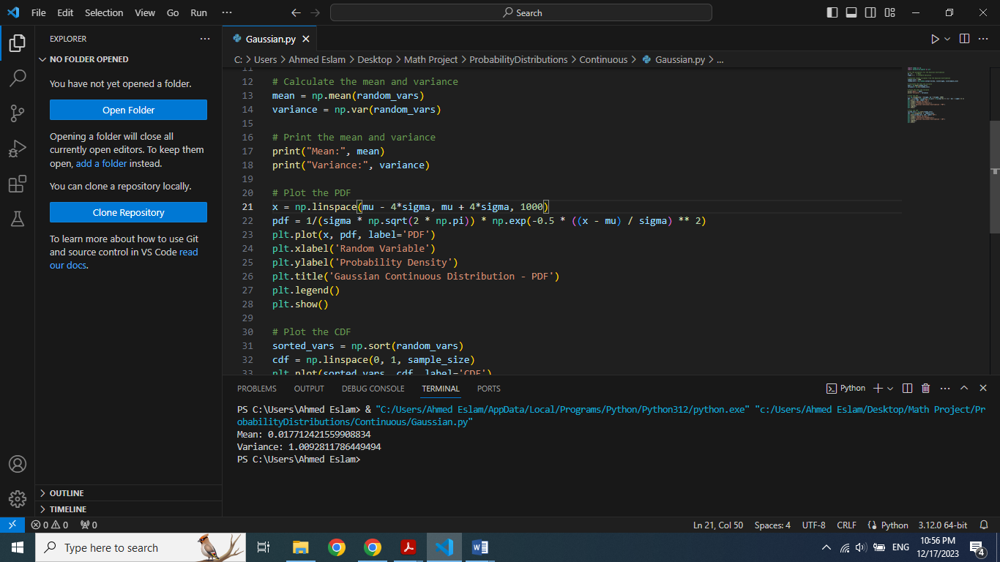 File Edit Selection View Go Run ···
Search
EXPLORER ···
NO FOLDER OPENED
You have not yet opened a folder.
Open Folder
Opening a folder will close all
currently open editors. To keep them
open, add a folder instead.
You can clone a repository locally.
Clone Repository
To learn more about how to use Git
and source control in VS Code read
our docs.
OUTLINE
TIMELINE
Gaussian.py
C: > Users > Ahmed Eslam > Desktop > Math Project > ProbabilityDistributions > Continuous > Gaussian.py > ...
11
12 # Calculate the mean and variance
13 mean = np.mean(random_vars)
14 variance = np.var(random_vars)
15
16 # Print the mean and variance
17 print("Mean:", mean)
18 print("Variance:", variance)
19
20 # Plot the PDF
21 x = np.linspace(mu - 4*sigma, mu + 4*sigma, 1000)
22 pdf = 1/(sigma * np.sqrt(2 * np.pi)) * np.exp(-0.5 * ((x - mu) / sigma) ** 2)
23 plt.plot(x, pdf, label='PDF')
24 plt.xlabel('Random Variable')
25 plt.ylabel('Probability Density')
26 plt.title('Gaussian Continuous Distribution - PDF')
27 plt.legend()
28 plt.show()
29
30 # Plot the CDF
31 sorted_vars = np.sort(random_vars)
32 cdf = np.linspace(0, 1, sample_size)
33 plt.plot(sorted_vars, cdf, label='CDF')
PROBLEMS OUTPUT DEBUG CONSOLE TERMINAL PORTS
Python
PS C:\Users\Ahmed Eslam> & "C:/Users/Ahmed Eslam/AppData/Local/Programs/Python/Python312/python.exe" "c:/Users/Ahmed Eslam/Desktop/Math Project/Pr
obabilityDistributions/Continuous/Gaussian.py"
Mean: 0.017712421559908834
Variance: 1.0092811786449494
PS C:\Users\Ahmed Eslam>
0 0 0
Ln 21, Col 50 Spaces: 4 UTF-8 CRLF Python 3.12.0 64-bit
Type here to search
ENG
10:56 PM
12/17/2023
4